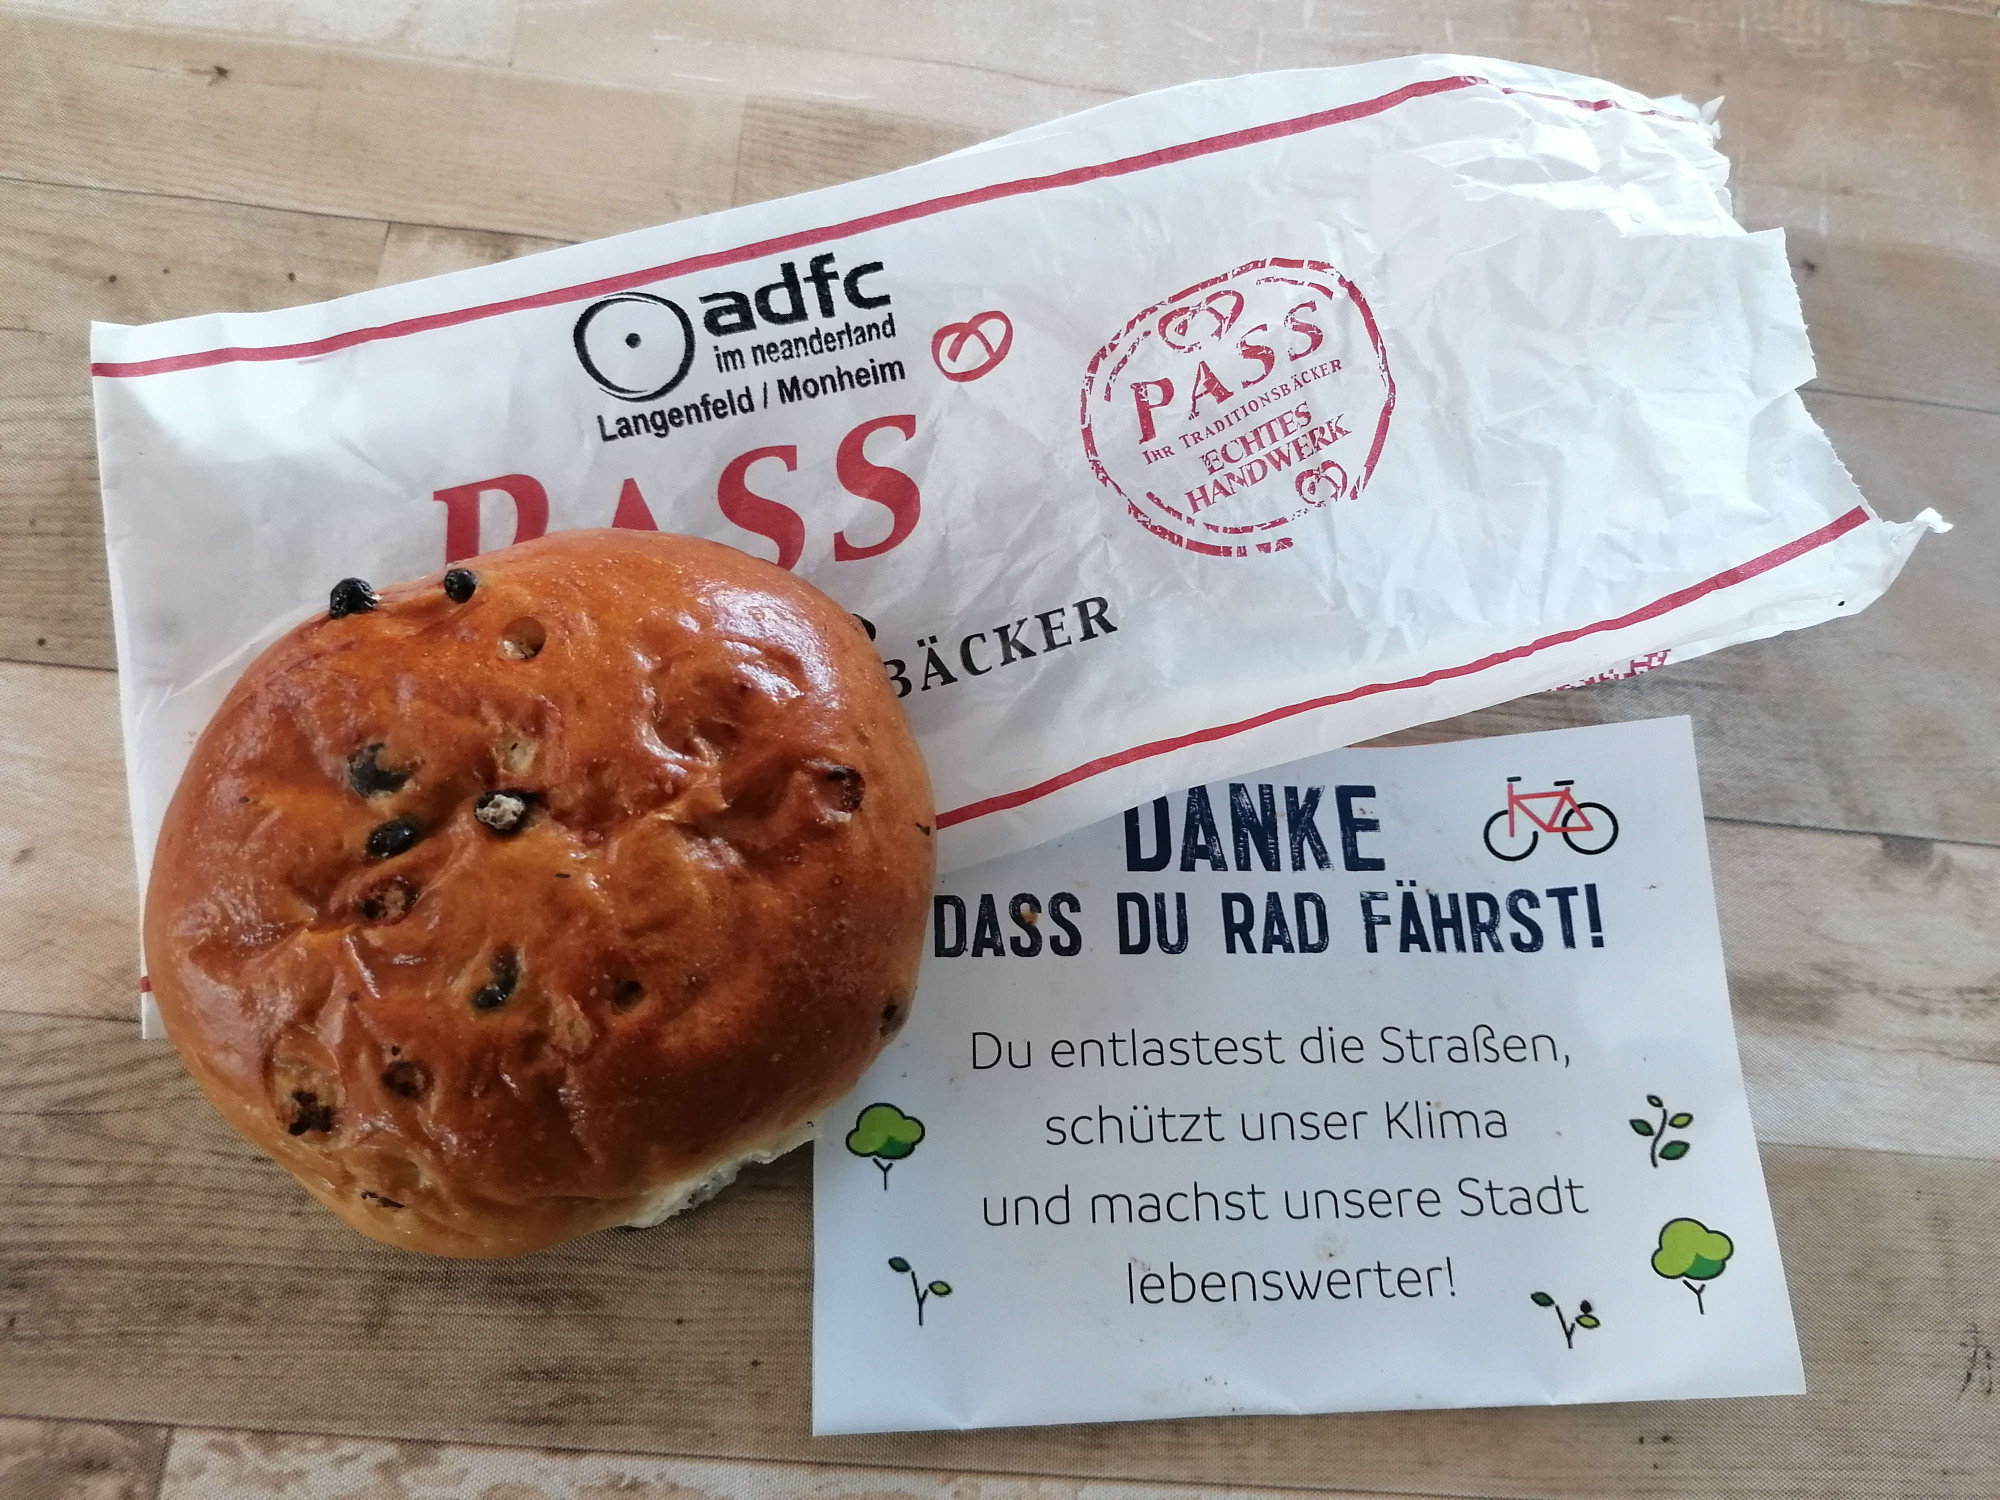 adfc
im neanderland
Langenfeld / Monheim
PASS
BÄCKER
PASS
IHR TRADITIONSBÄCKER
ECHTES
HANDWERK
DANKE
DASS DU RAD FÄHRST!
Du entlastest die Straßen,
schützt unser Klima
und machst unsere Stadt
lebenswerter!